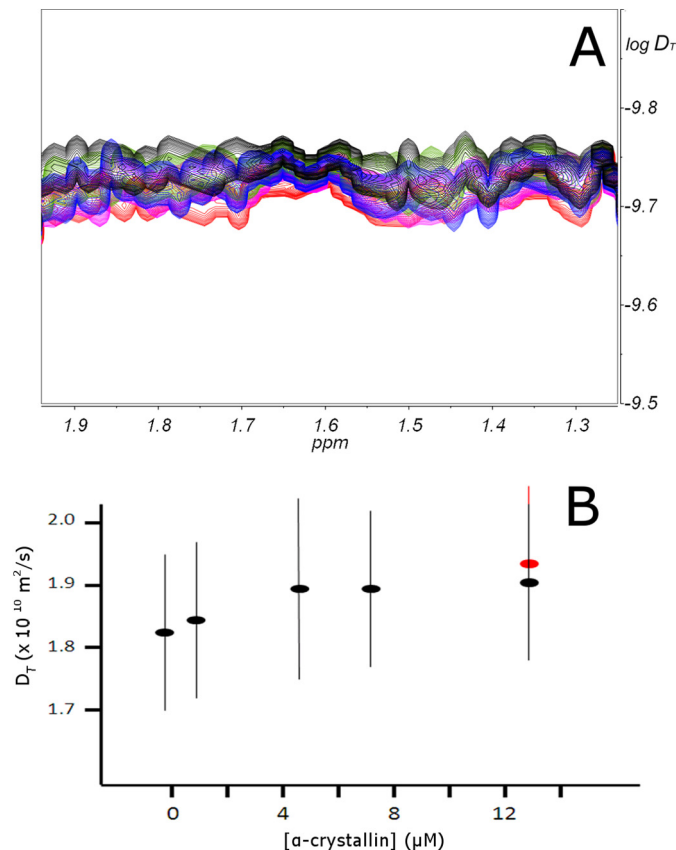 A
log D_T
-9.8
-9.7
-9.6
-9.5
1.9 1.8 1.7 1.6 1.5 1.4 1.3
ppm
B
D_T (x 10 ¹⁰ m²/s)
2.0
1.9
1.8
1.7
0 4 8 12
[α-crystallin] (µM)